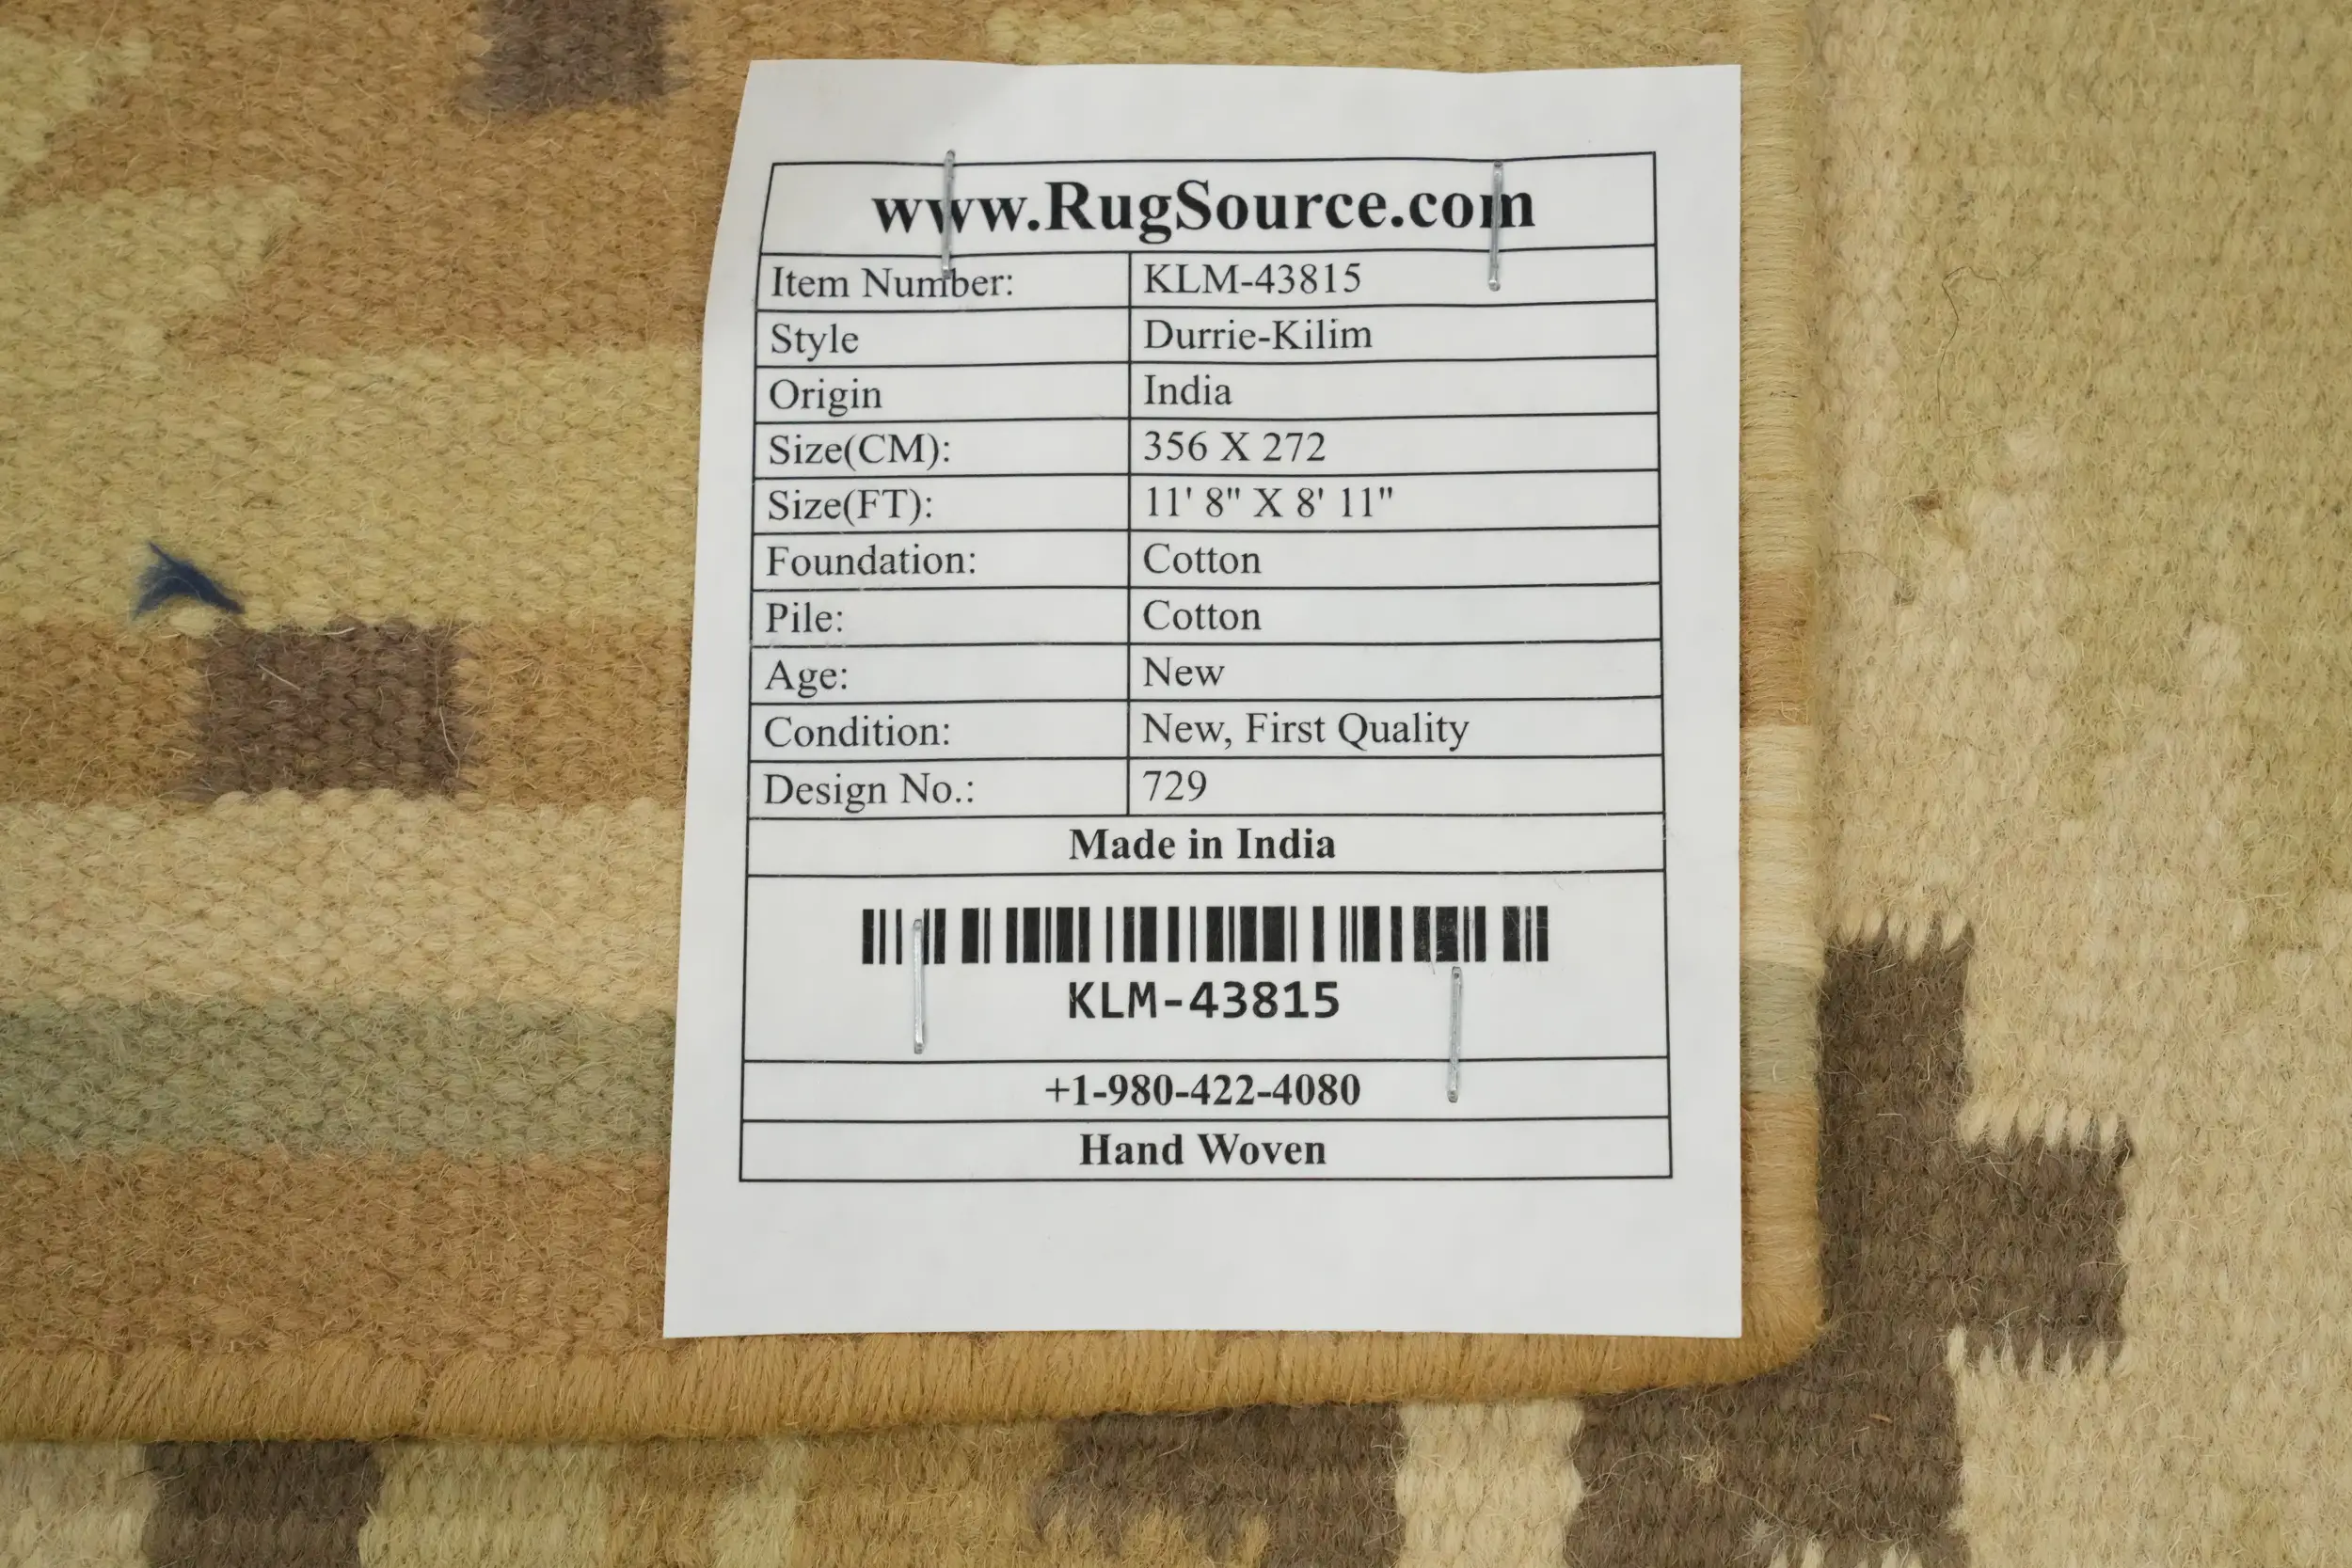 www.RugSource.com
Item Number: KLM-43815
Style Durrie-Kilim
Origin India
Size(CM): 356 X 272
Size(FT): 11' 8" X 8' 11"
Foundation: Cotton
Pile: Cotton
Age: New
Condition: New, First Quality
Design No.: 729
Made in India
KLM-43815
+1-980-422-4080
Hand Woven